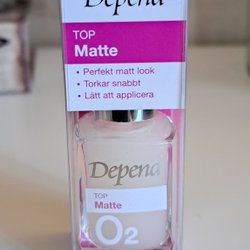 Depend
TOP
Matte
• Perfekt matt look
• Torkar snabbt
• Lätt att applicera
Depend
TOP
Matte
O2